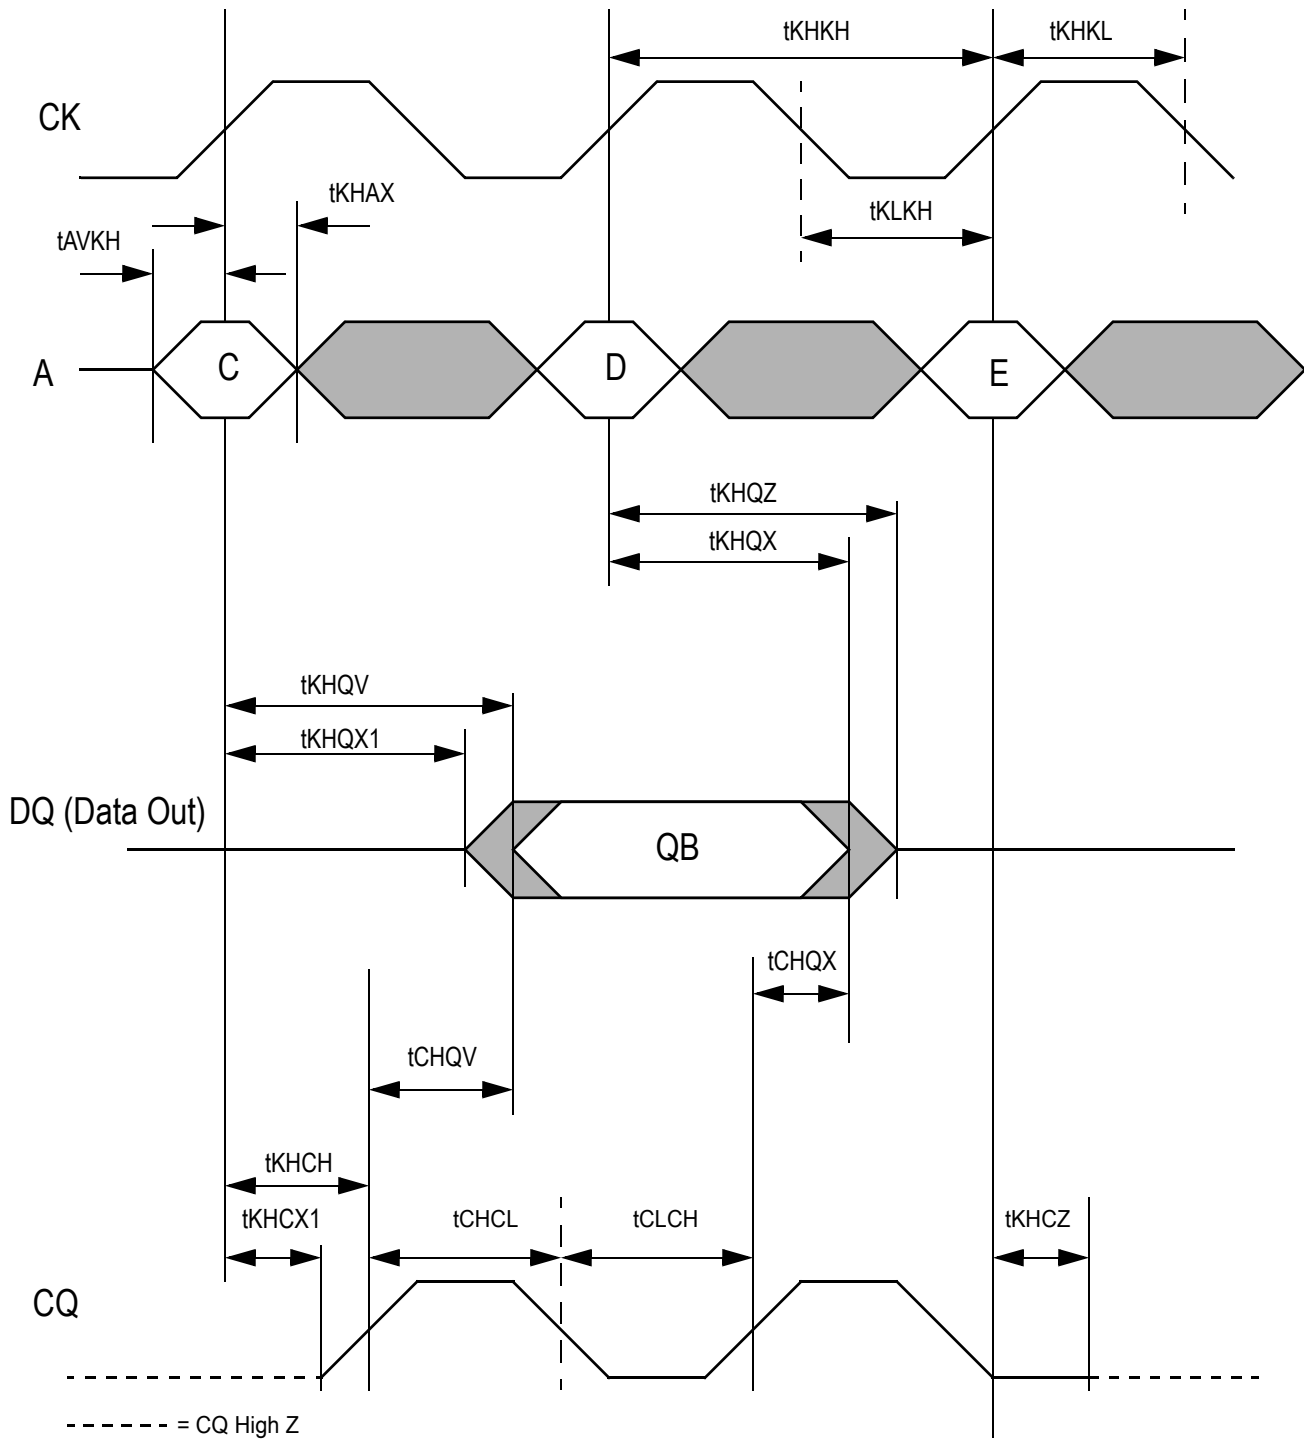 tKHKH
tKHKL
CK
tKHAX
tKLKH
tAVKH
A
C
D
E
tKHQZ
tKHQX
tKHQV
tKHQX1
DQ (Data Out)
QB
tCHQX
tCHQV
tKHCH
tKHCX1
tCHCL
tCLCH
tKHCZ
CQ
= CQ High Z